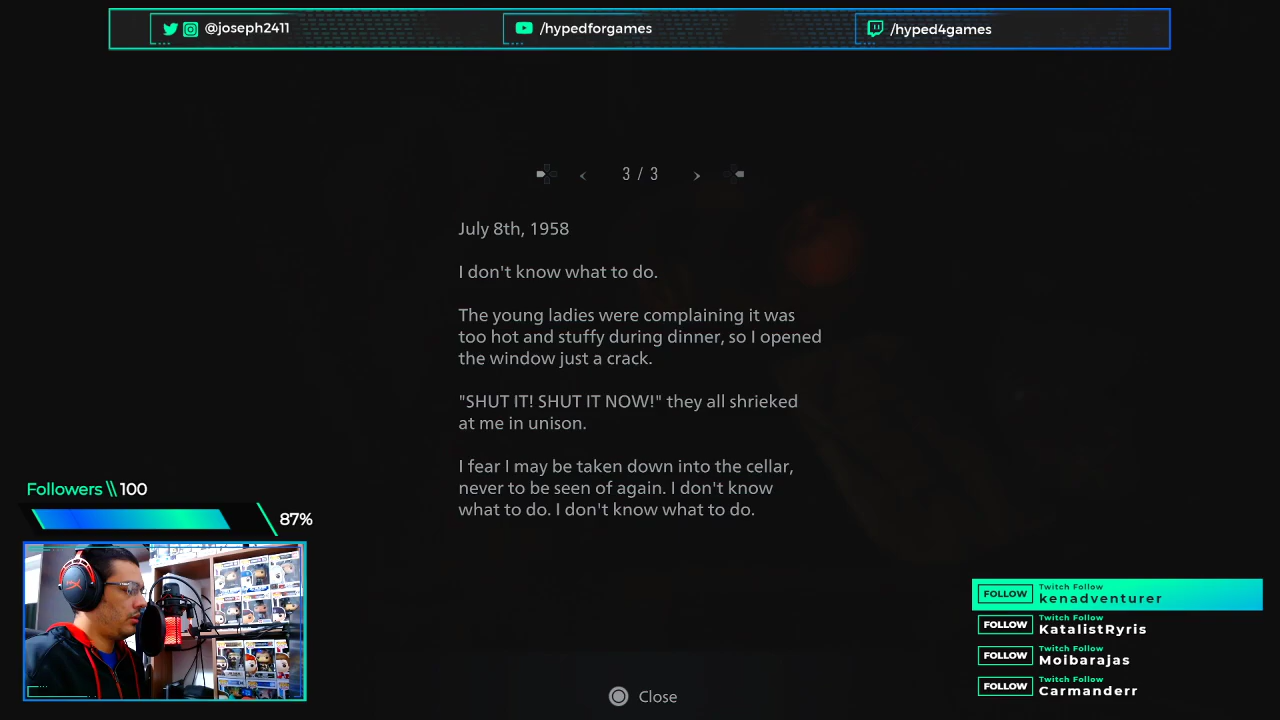 @joseph2411
/hypedforgames
/hyped4games
3 / 3
July 8th, 1958
I don't know what to do.
The young ladies were complaining it was
too hot and stuffy during dinner, so I opened
the window just a crack.
"SHUT IT! SHUT IT NOW!" they all shrieked
at me in unison.
I fear I may be taken down into the cellar,
never to be seen of again. I don't know
what to do. I don't know what to do.
Followers \\ 100
87%
Twitch Follow
FOLLOW kenadventurer
Twitch Follow
FOLLOW KatalistRyris
Twitch Follow
FOLLOW Moibarajas
Twitch Follow
FOLLOW Carmanderr
Close